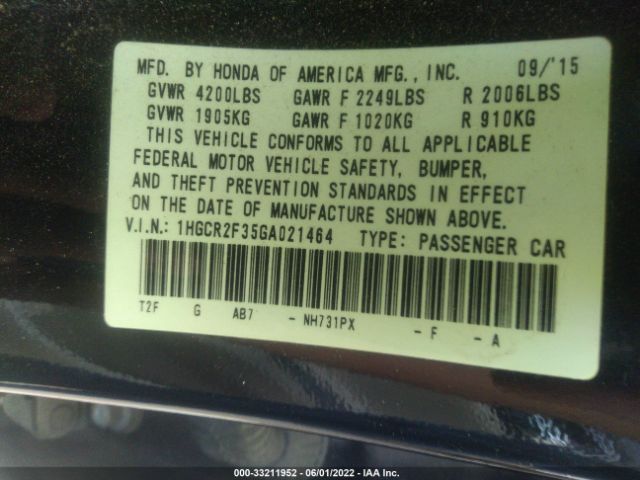 MFD. BY HONDA OF AMERICA MFG., INC. 09/'15
GVWR 4200LBS GAWR F 2249LBS R 2006LBS
GVWR 1905KG GAWR F 1020KG R 910KG
THIS VEHICLE CONFORMS TO ALL APPLICABLE
FEDERAL MOTOR VEHICLE SAFETY, BUMPER,
AND THEFT PREVENTION STANDARDS IN EFFECT
ON THE DATE OF MANUFACTURE SHOWN ABOVE.
V.I.N.: 1HGCR2F35GA021464 TYPE: PASSENGER CAR
T2F G AB7 - NH731PX - F - A
000-33211952 - 06/01/2022 - IAA Inc.